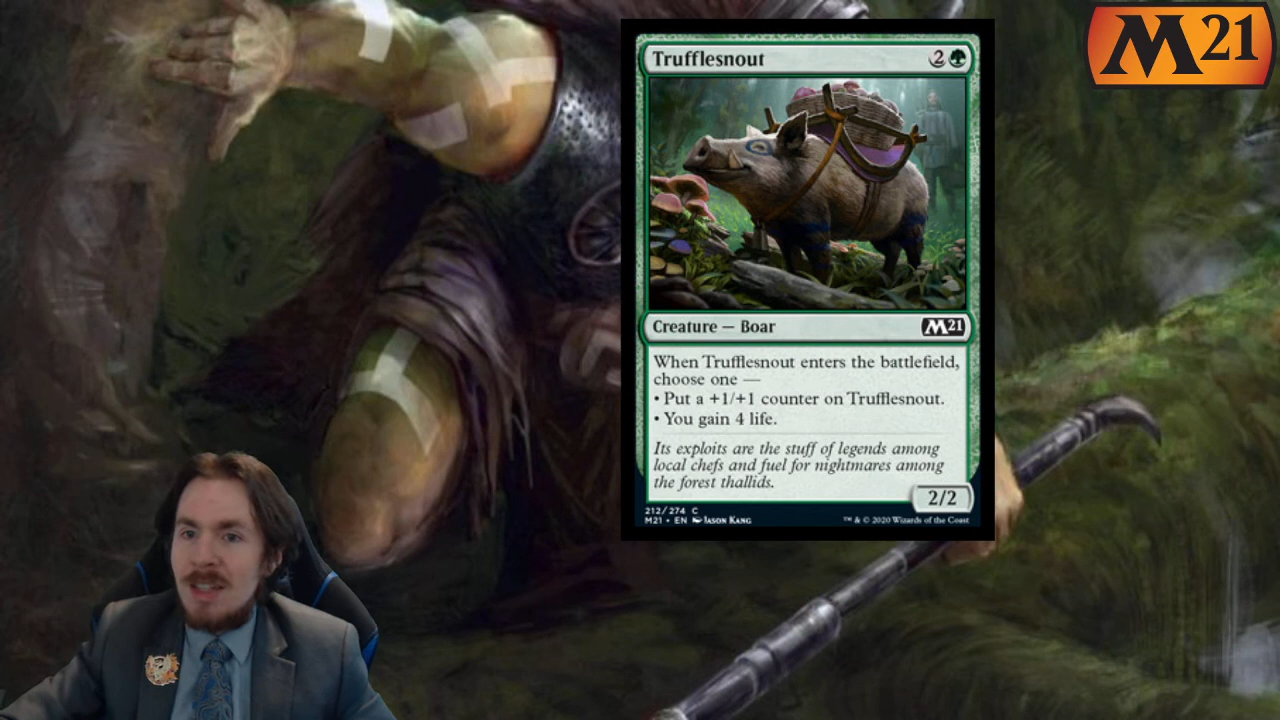 M21
Trufflesnout 2
Creature — Boar M21
When Trufflesnout enters the battlefield,
choose one —
• Put a +1/+1 counter on Trufflesnout.
• You gain 4 life.
Its exploits are the stuff of legends among
local chefs and fuel for nightmares among
the forest thallids.
2/2
212/274 C
M21 • EN Jason Kang
™ & © 2020 Wizards of the Coast